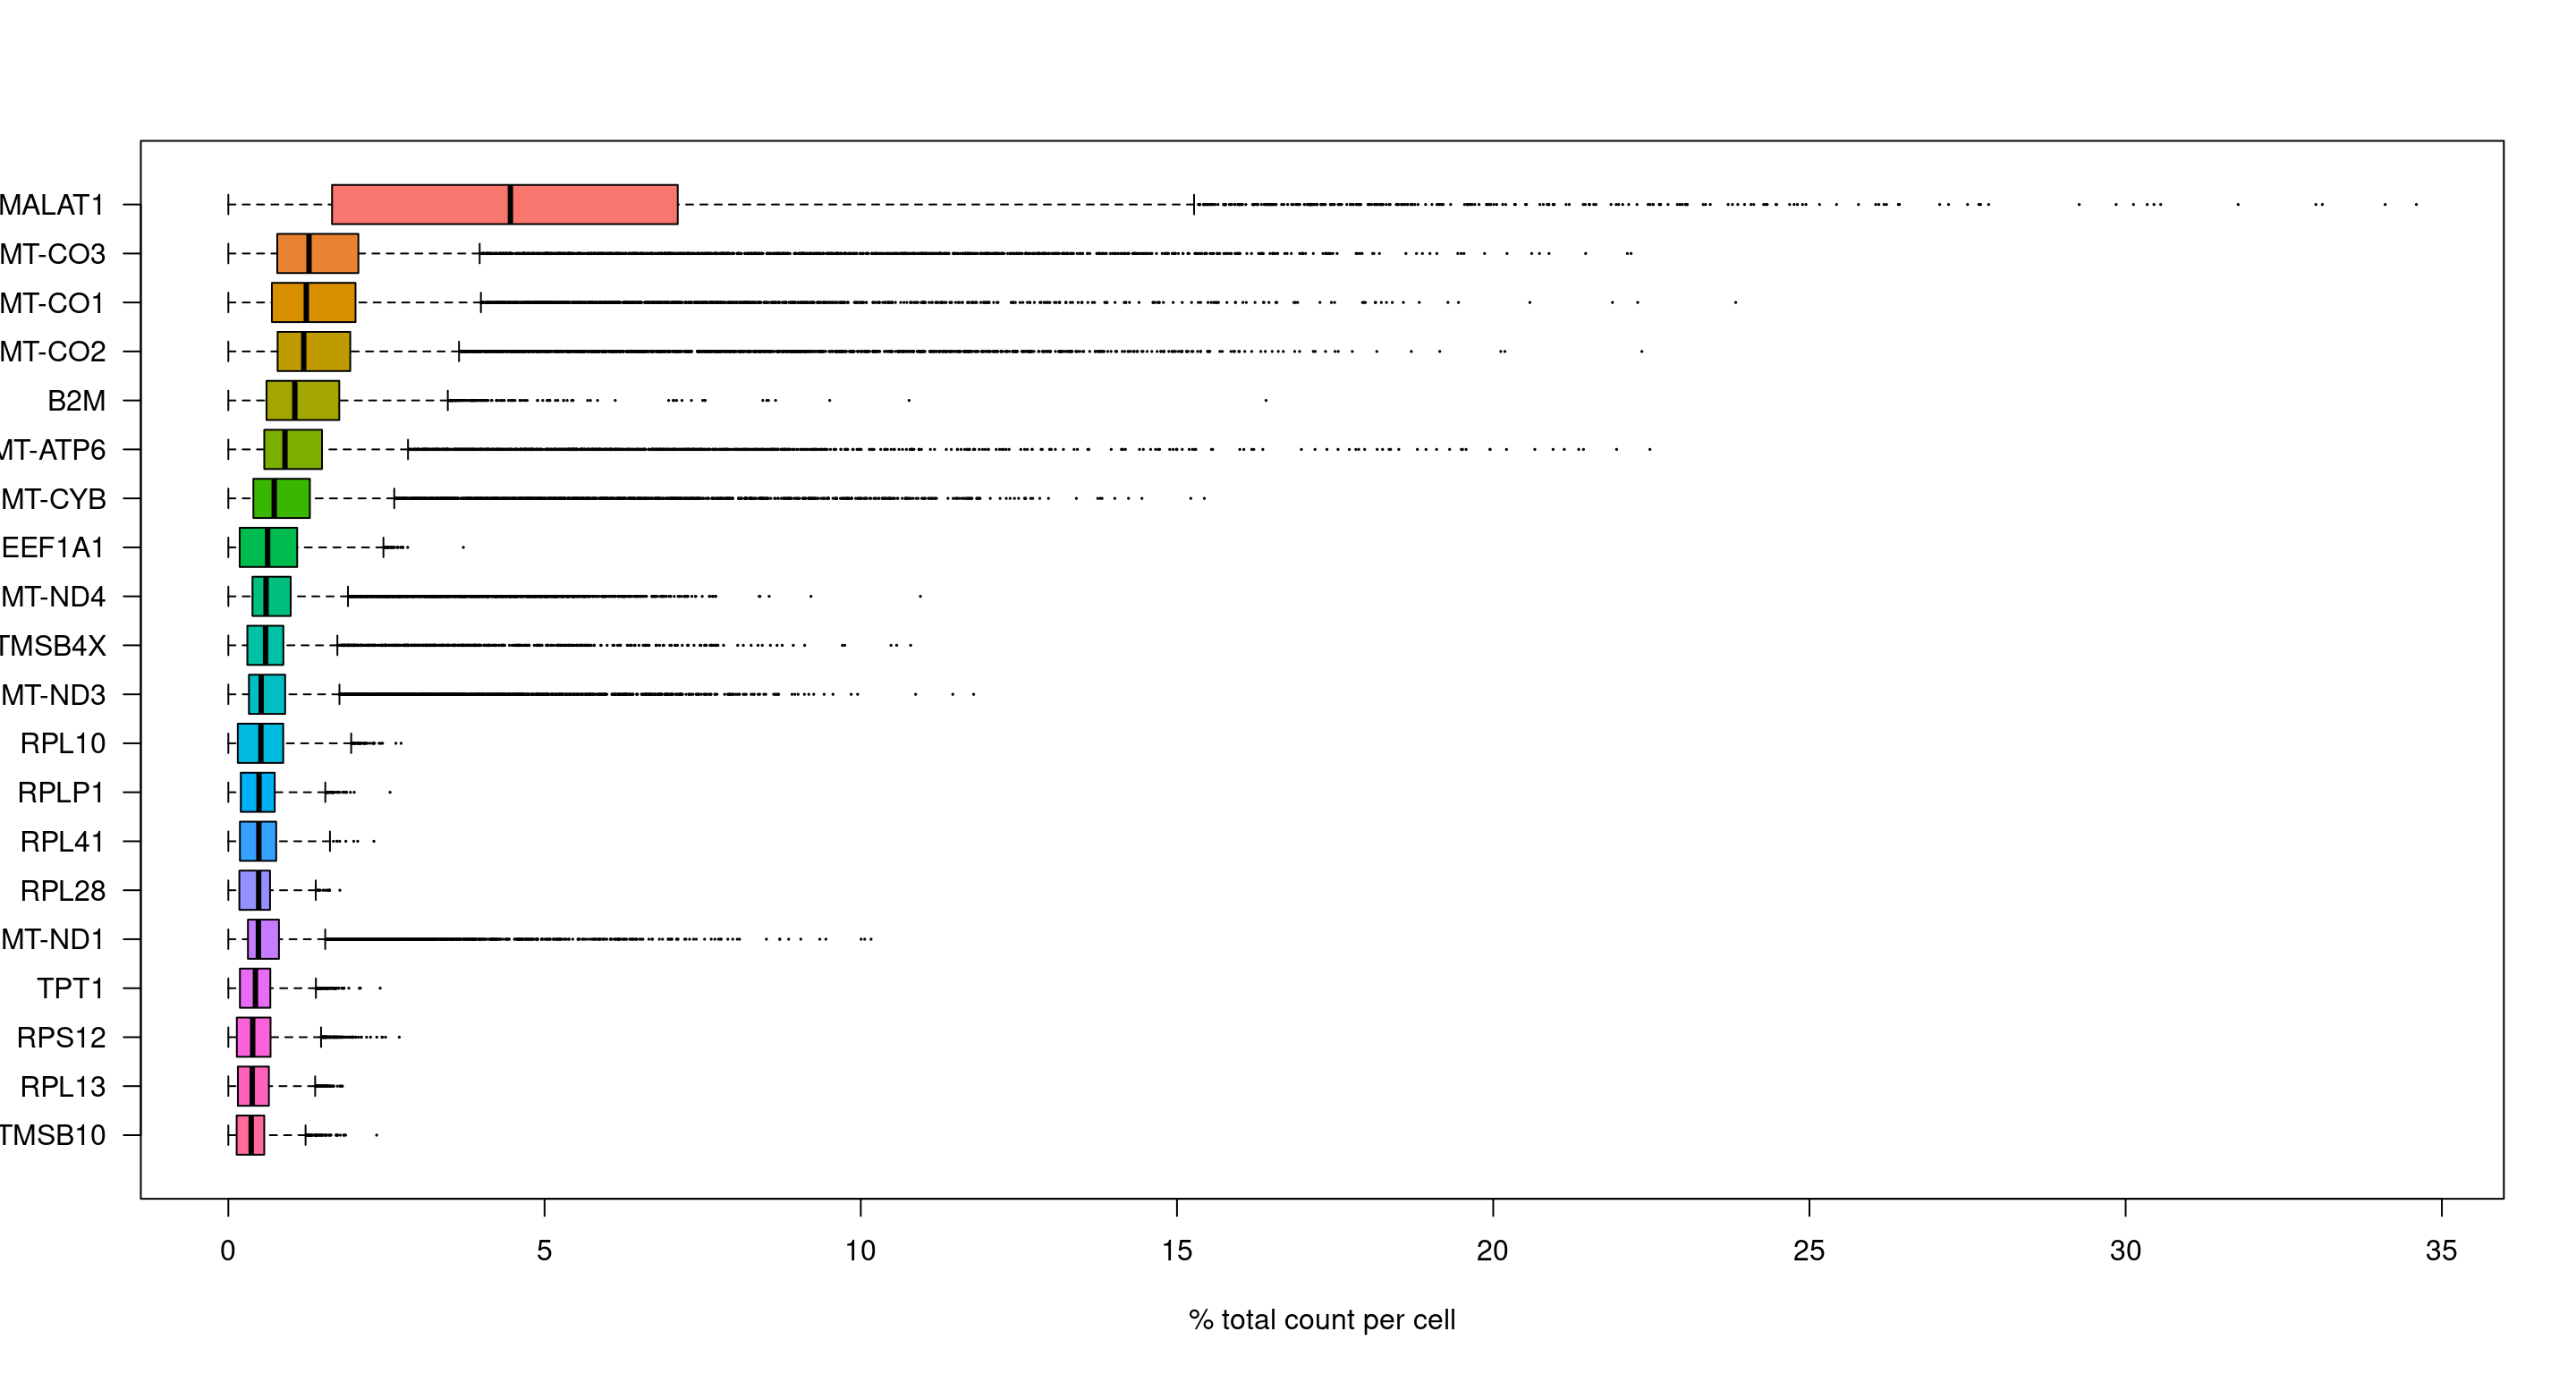 MALAT1
MT-CO3
MT-CO1
MT-CO2
B2M
MT-ATP6
MT-CYB
EEF1A1
MT-ND4
TMSB4X
MT-ND3
RPL10
RPLP1
RPL41
RPL28
MT-ND1
TPT1
RPS12
RPL13
TMSB10
0 5 10 15 20 25 30 35
% total count per cell